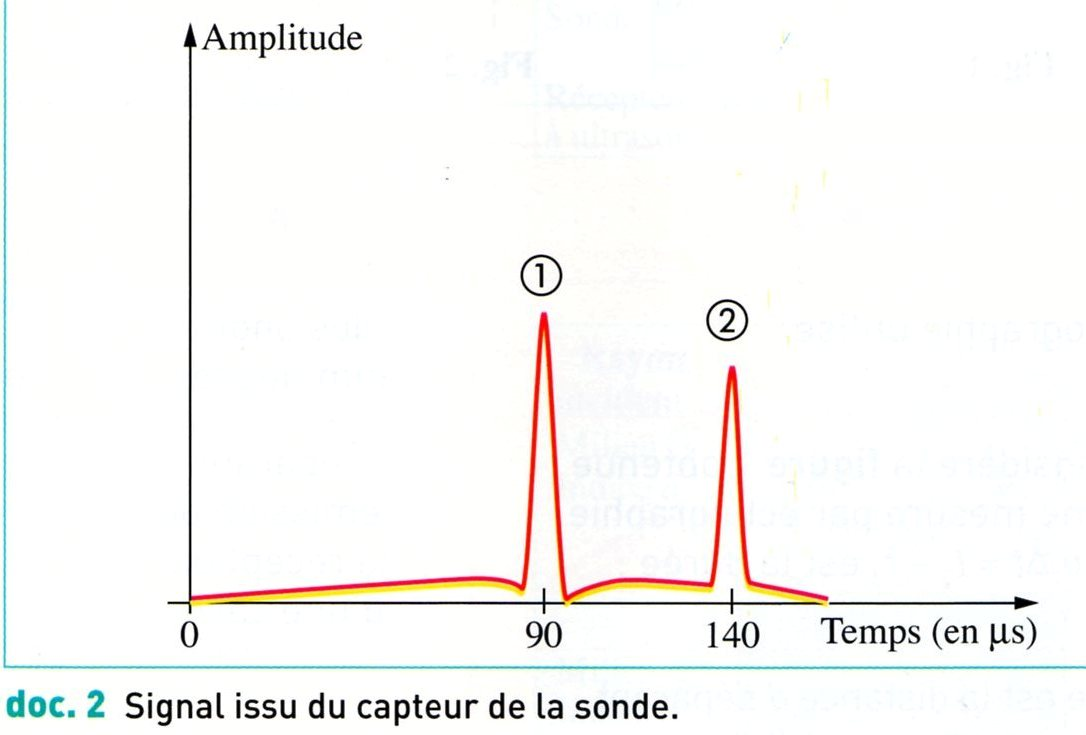 Amplitude
①
②
0
90
140
Temps (en μs)
doc. 2 Signal issu du capteur de la sonde.